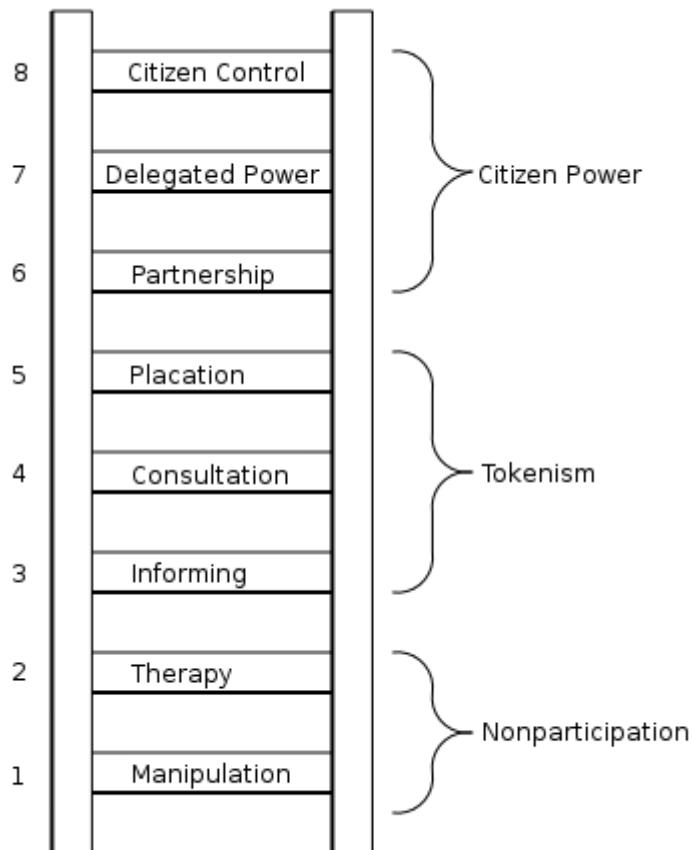 8 Citizen Control
7 Delegated Power Citizen Power
6 Partnership
5 Placation
4 Consultation Tokenism
3 Informing
2 Therapy
Nonparticipation
1 Manipulation